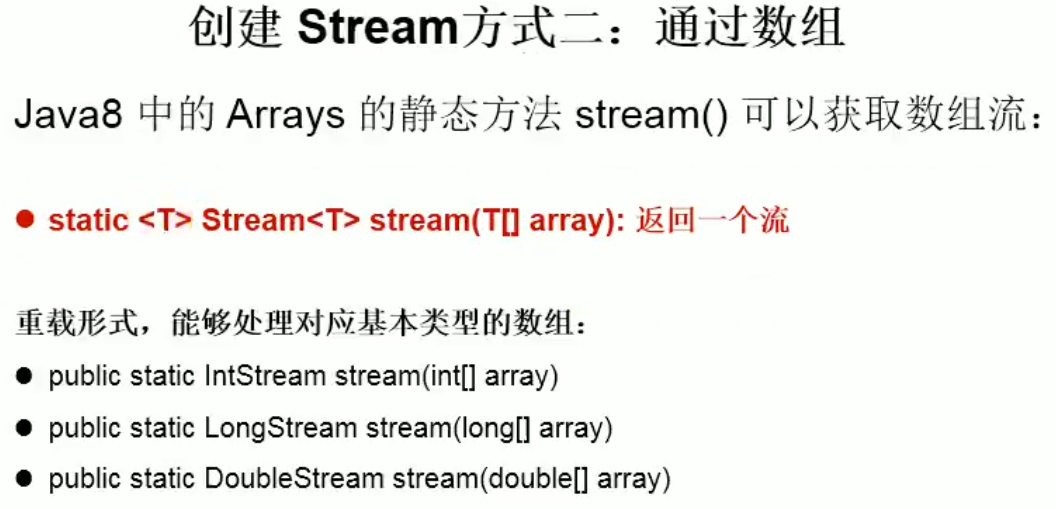 创建 Stream方式二：通过数组
Java8 中的 Arrays 的静态方法 stream() 可以获取数组流：
● static <T> Stream<T> stream(T[] array): 返回一个流
重载形式，能够处理对应基本类型的数组：
● public static IntStream stream(int[] array)
● public static LongStream stream(long[] array)
● public static DoubleStream stream(double[] array)